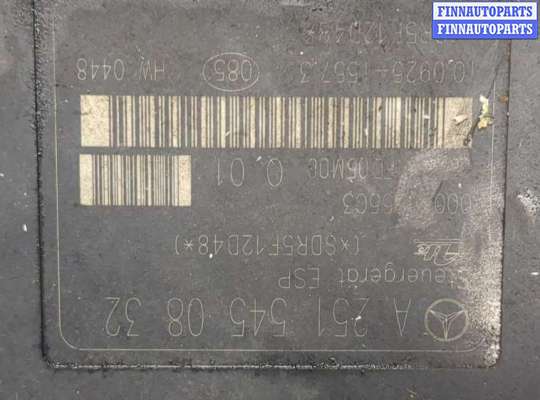 FINNAUTOPARTS
FINNAUTOPARTS
A 251 545 08 32
Steuergerät ESP
(*SDR5F12D48*)
0.01
10.0925-1557.3
085
HW 0448